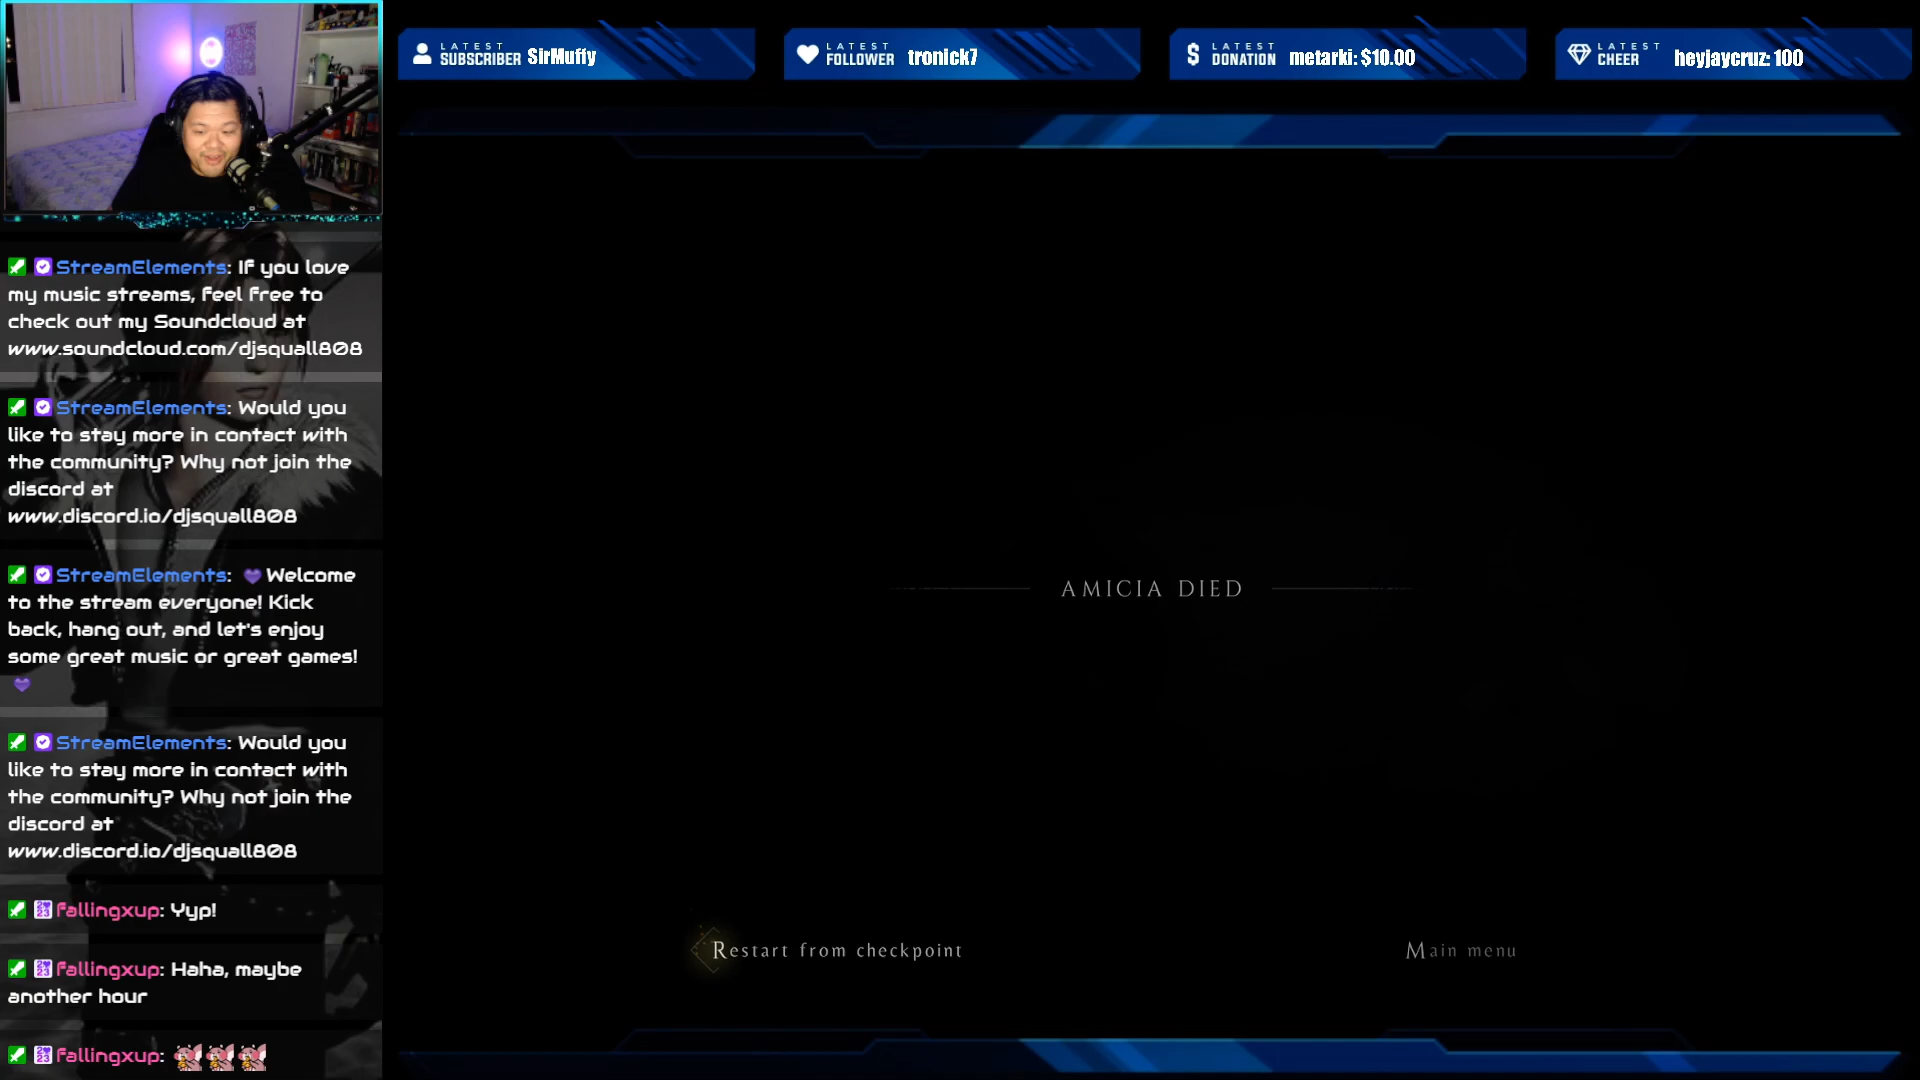 LATEST
SUBSCRIBER SirMuffy
LATEST
FOLLOWER tronick7
LATEST
DONATION metarki: $10.00
LATEST
CHEER heyjaycruz: 100
StreamElements: If you love
my music streams, feel free to
check out my Soundcloud at
www.soundcloud.com/djsquall808
StreamElements: Would you
like to stay more in contact with
the community? Why not join the
discord at
www.discord.io/djsquall808
StreamElements: 💜Welcome
to the stream everyone! Kick
back, hang out, and let's enjoy
some great music or great games!
💜
StreamElements: Would you
like to stay more in contact with
the community? Why not join the
discord at
www.discord.io/djsquall808
fallingxup: Yyp!
fallingxup: Haha, maybe
another hour
fallingxup:
AMICIA DIED
Restart from checkpoint
Main menu